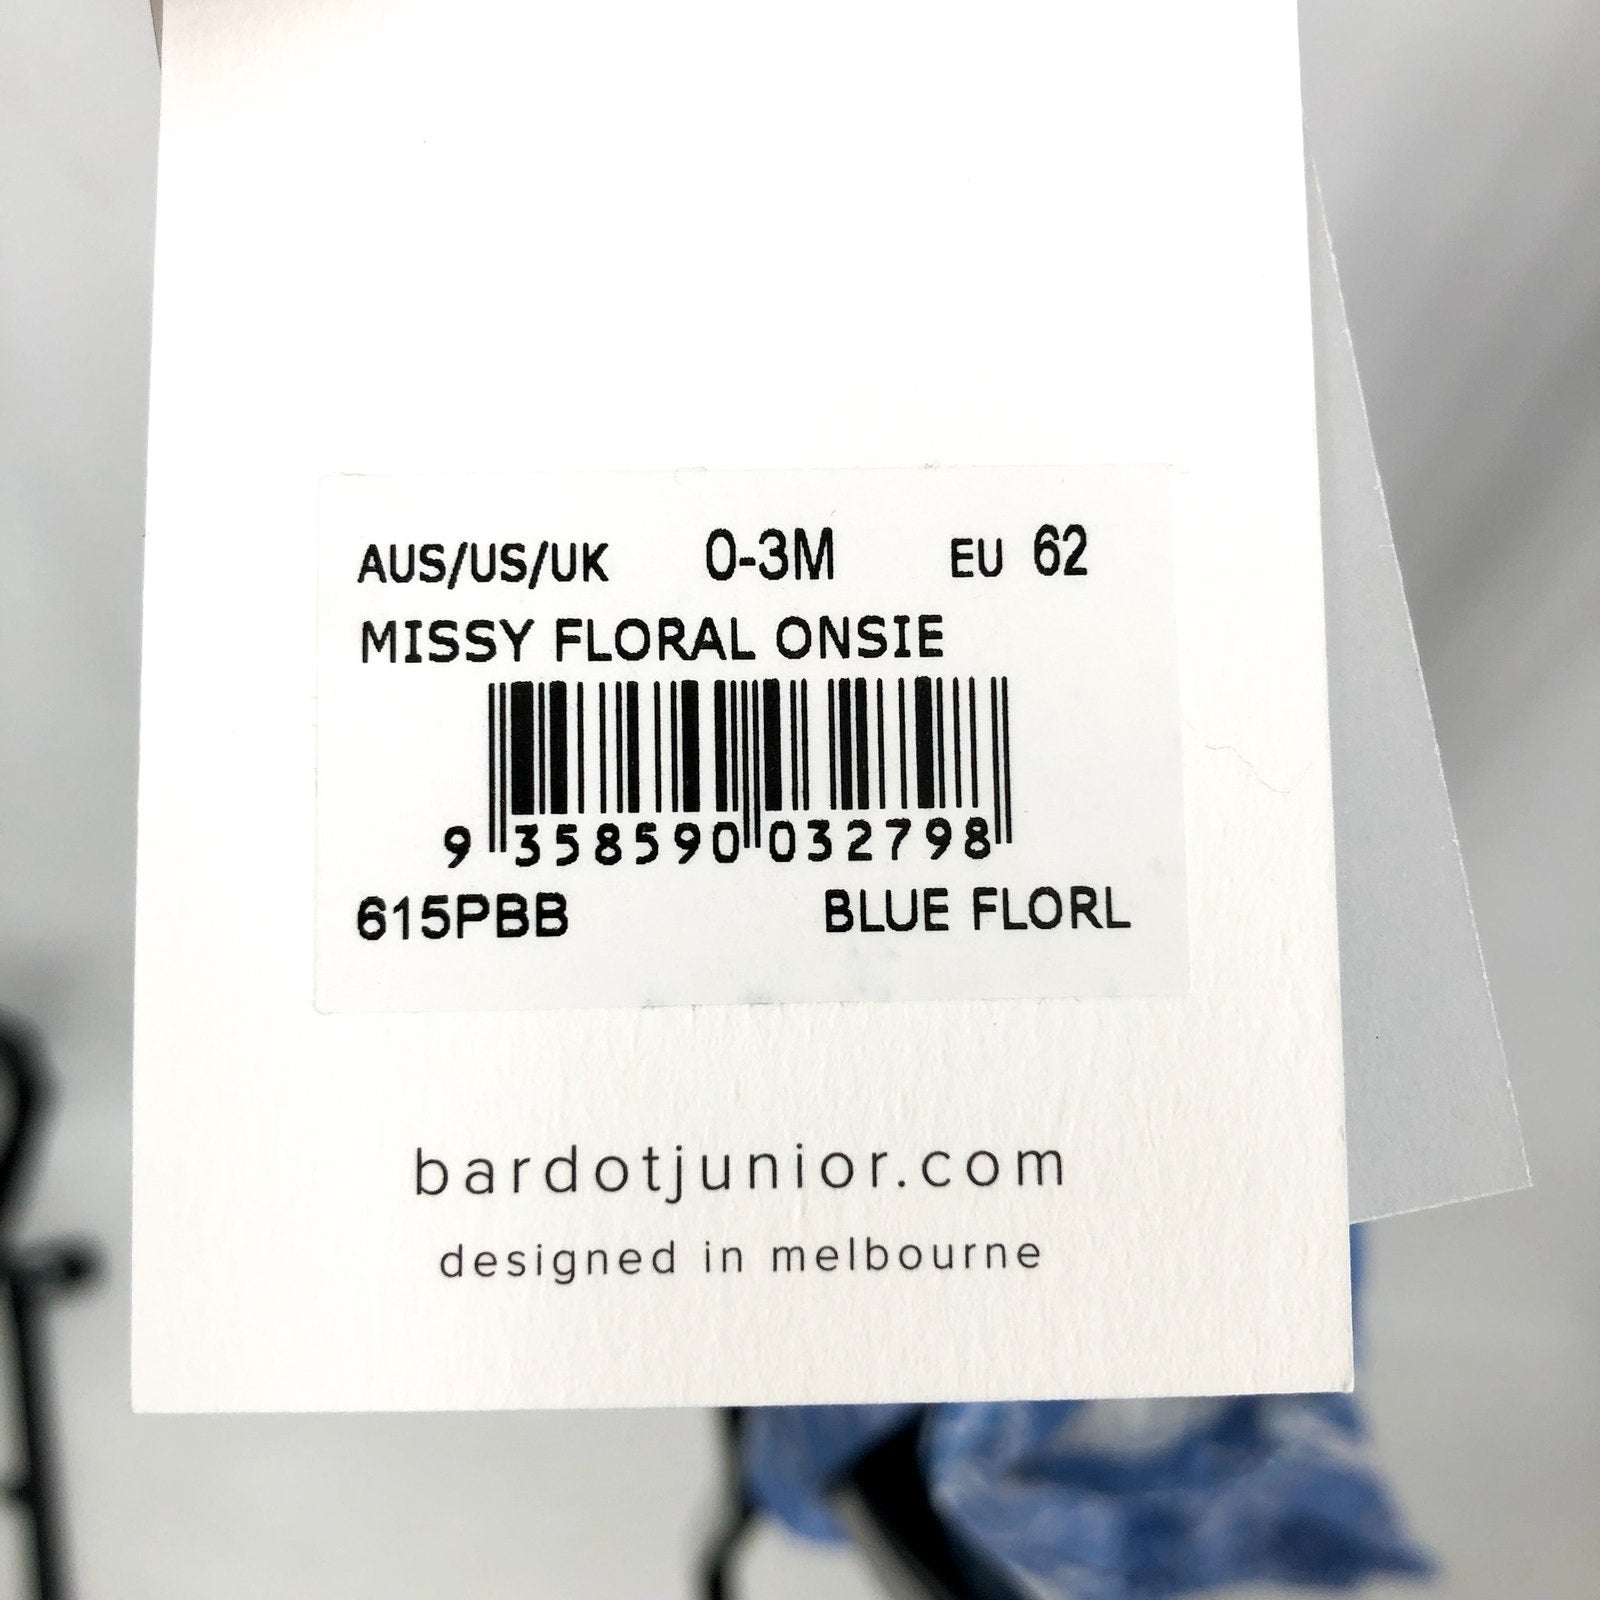 AUS/US/UK 0-3M EU 62
MISSY FLORAL ONSIE
9 358590 032798
615PBB BLUE FLORL
bardotjunior.com
designed in melbourne